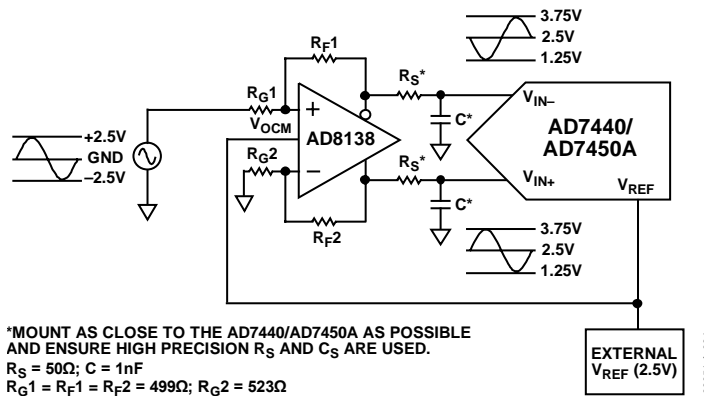 3.75V
2.5V
1.25V
RF1
RS*
RG1
VIN–
+
VOCM
C*
AD8138
AD7440/
AD7450A
+2.5V
GND
–2.5V
RG2
–
RS*
VIN+
VREF
C*
RF2
3.75V
2.5V
1.25V
*MOUNT AS CLOSE TO THE AD7440/AD7450A AS POSSIBLE
AND ENSURE HIGH PRECISION RS AND CS ARE USED.
RS = 50Ω; C = 1nF
RG1 = RF1 = RF2 = 499Ω; RG2 = 523Ω
EXTERNAL
VREF (2.5V)